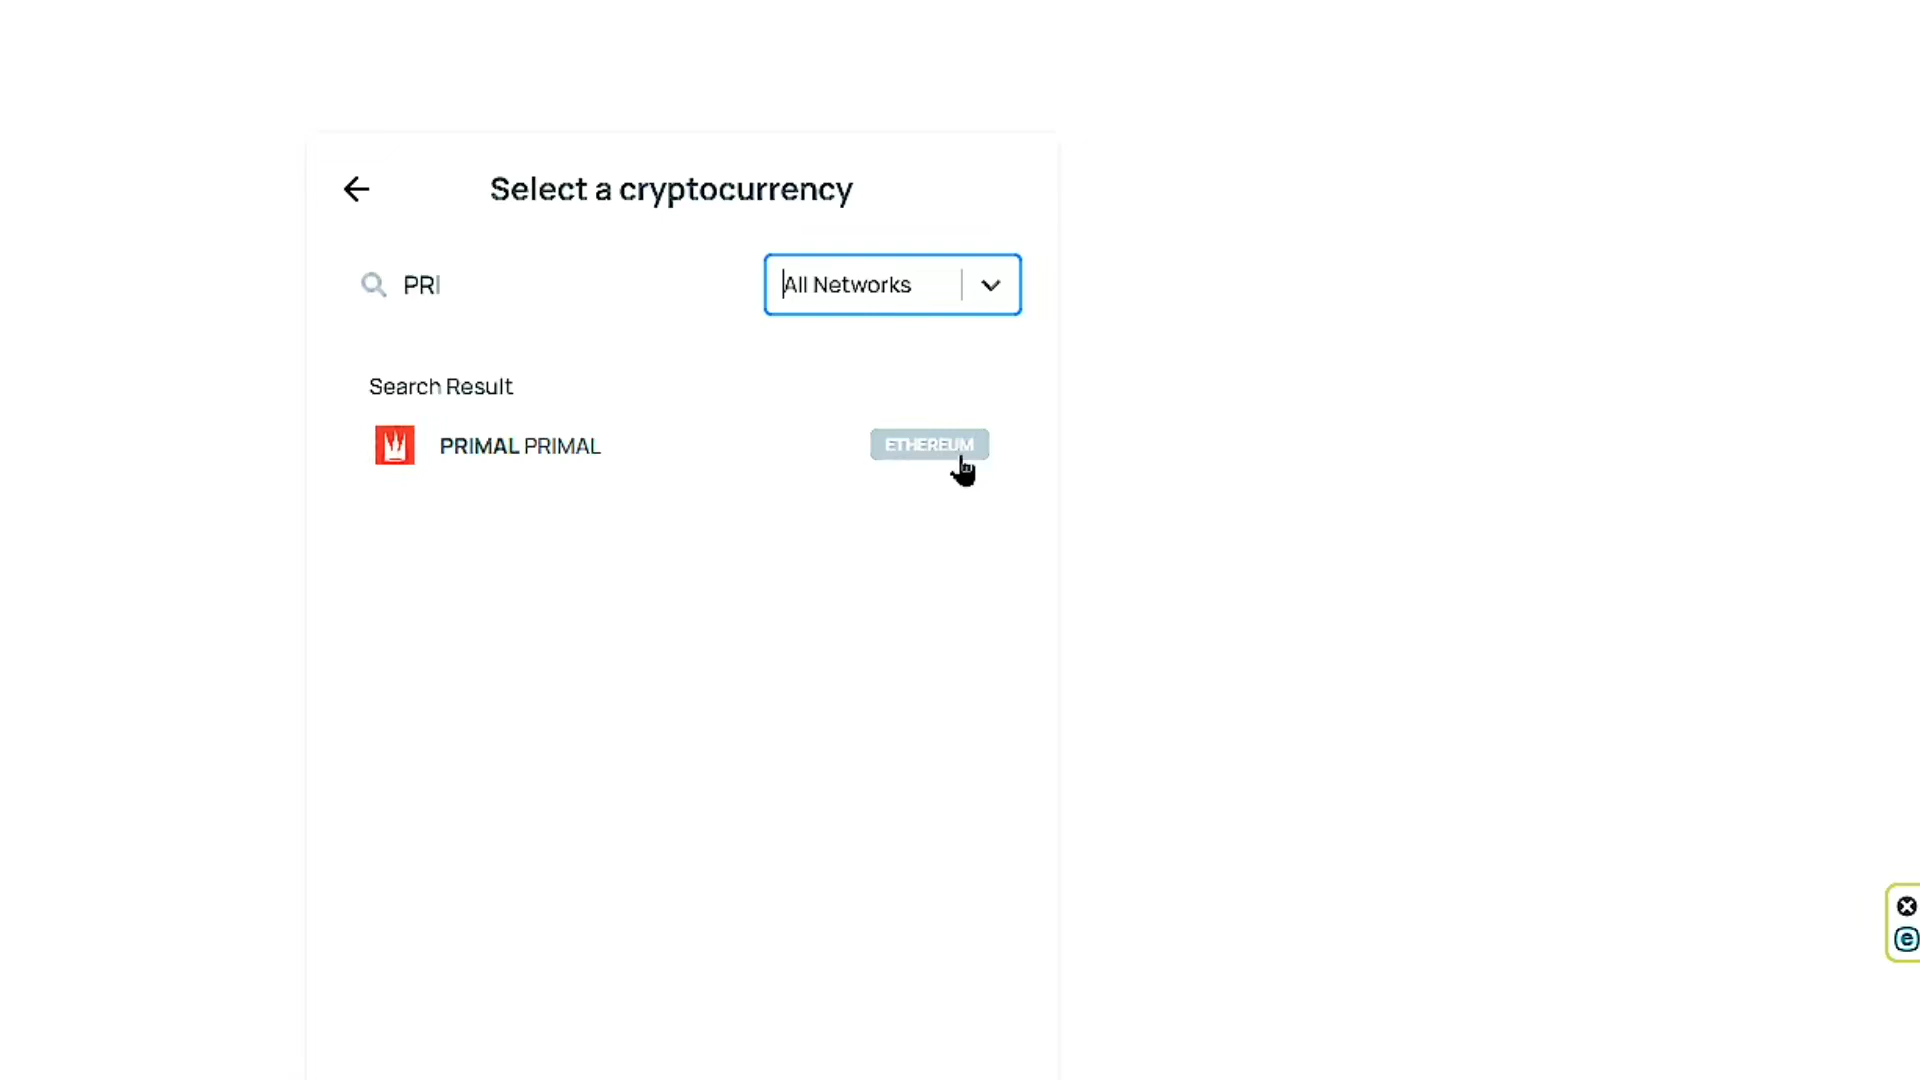 Select a cryptocurrency
PRI
All Networks
Search Result
PRIMAL PRIMAL
ETHEREUM
e